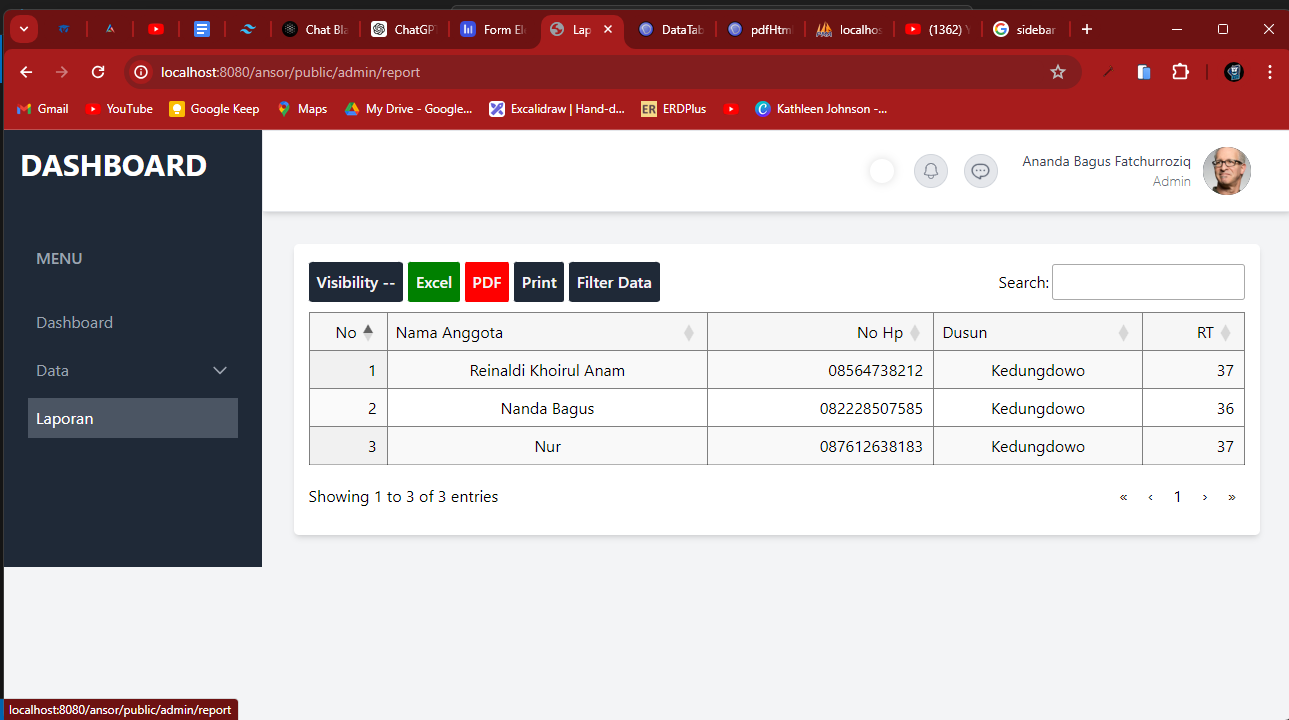 Chat Bla
ChatGPT
Form Ele
Lap
DataTab
pdfHtml
localhos
(1362) Y
sidebar
localhost:8080/ansor/public/admin/report
Gmail
YouTube
Google Keep
Maps
My Drive - Google...
Excalidraw | Hand-d...
ER
ERDPlus
Kathleen Johnson -...
DASHBOARD
Ananda Bagus Fatchurroziq
Admin
MENU
Dashboard
Data
Laporan
Visibility -- Excel PDF Print Filter Data
Search:
No Nama Anggota No Hp Dusun RT
1 Reinaldi Khoirul Anam 08564738212 Kedungdowo 37
2 Nanda Bagus 082228507585 Kedungdowo 36
3 Nur 087612638183 Kedungdowo 37
Showing 1 to 3 of 3 entries
« ‹ 1 › »
localhost:8080/ansor/public/admin/report